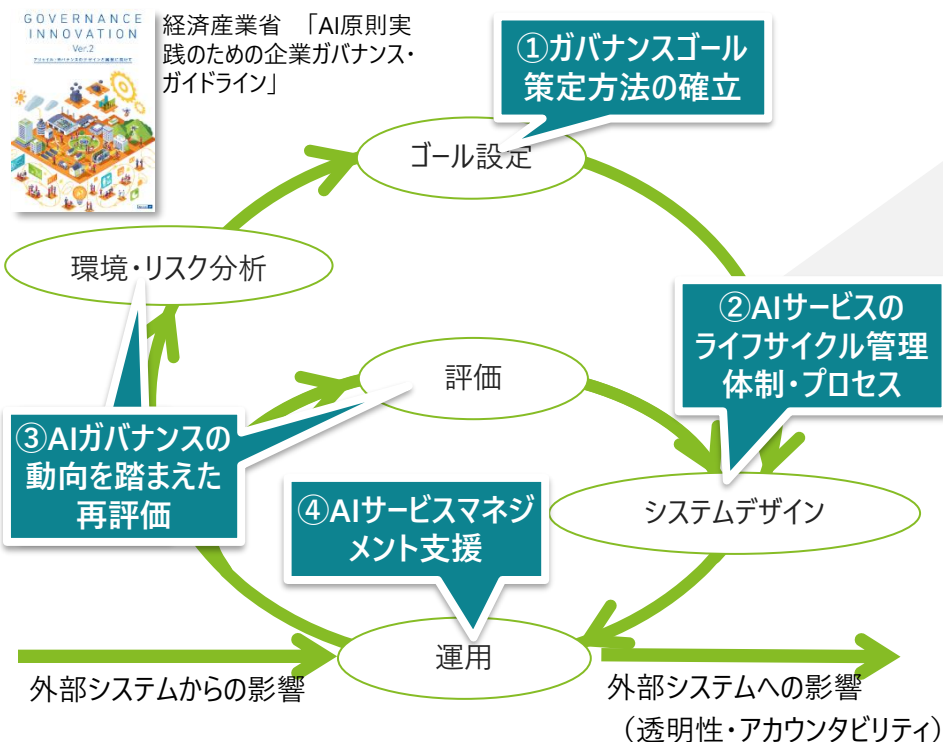 GOVERNANCE
INNOVATION
Ver.2
経済産業省　「AI原則実
践のための企業ガバナンス・
ガイドライン」
①ガバナンスゴール
策定方法の確立
ゴール設定
環境・リスク分析
②AIサービスの
ライフサイクル管理
体制・プロセス
評価
③AIガバナンスの
動向を踏まえた
再評価
④AIサービスマネジ
メント支援
システムデザイン
運用
外部システムからの影響
外部システムへの影響
（透明性・アカウンタビリティ）